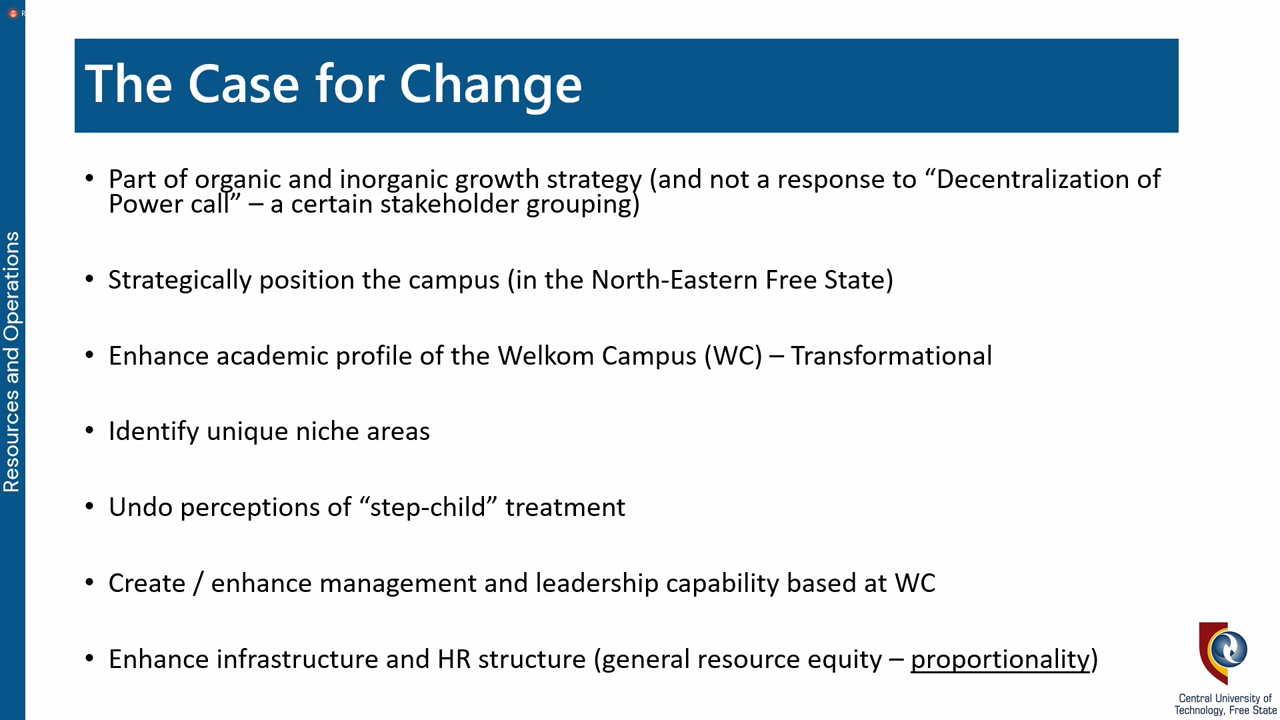 The Case for Change
• Part of organic and inorganic growth strategy (and not a response to “Decentralization of
Power call” – a certain stakeholder grouping)
• Strategically position the campus (in the North-Eastern Free State)
• Enhance academic profile of the Welkom Campus (WC) – Transformational
• Identify unique niche areas
• Undo perceptions of “step-child” treatment
• Create / enhance management and leadership capability based at WC
• Enhance infrastructure and HR structure (general resource equity – proportionality)
Resources and Operations
Central University of
Technology, Free State